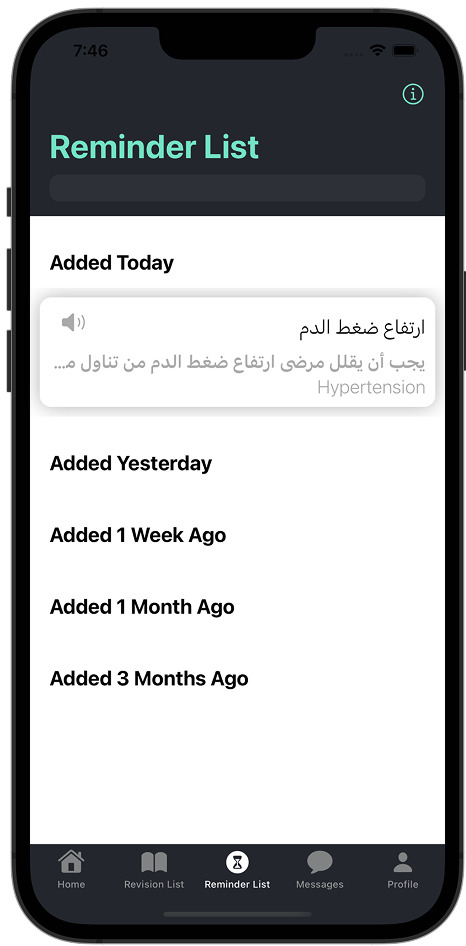 7:46
Reminder List
Added Today
ارتفاع ضغط الدم
يجب أن يقلل مرضى ارتفاع ضغط الدم من تناول مـ...
Hypertension
Added Yesterday
Added 1 Week Ago
Added 1 Month Ago
Added 3 Months Ago
Home
Revision List
Reminder List
Messages
Profile